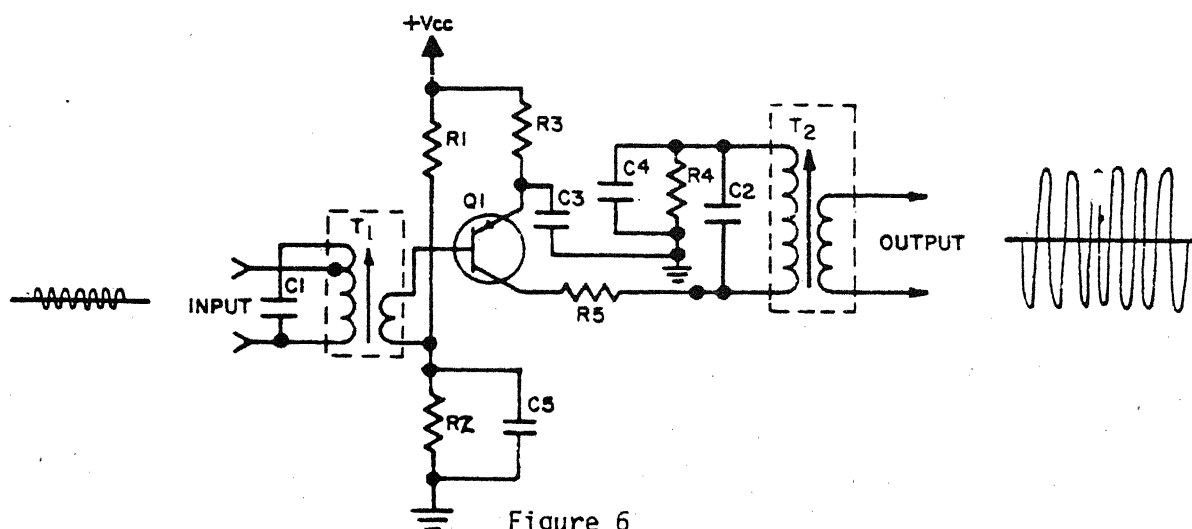 +Vcc
R1
R3
C4
R4
C2
T2
Q1
C3
T1
C1
INPUT
OUTPUT
R5
R2
C5
Figure 6